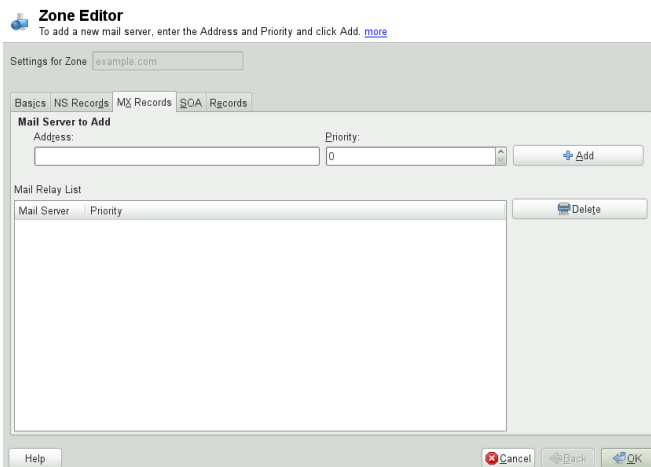 Zone Editor
To add a new mail server, enter the Address and Priority and click Add. more
Settings for Zone example.com
Basics NS Records MX Records SOA Records
Mail Server to Add
Address: Priority:
0 Add
Mail Relay List
Mail Server Priority Delete
Help Cancel Back OK